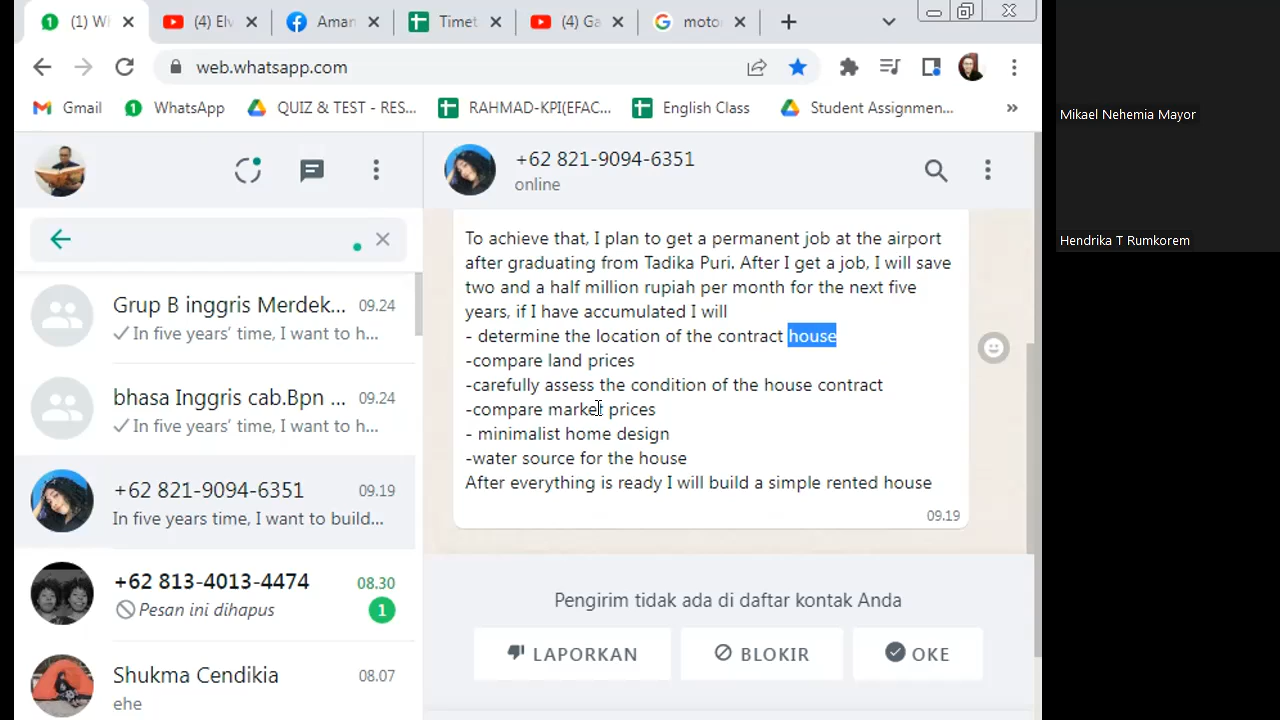 (1) Wh
(4) Elv
Aman
Timet
(4) Ga
moto
web.whatsapp.com
Gmail
WhatsApp
QUIZ & TEST - RES...
RAHMAD-KPI(EFAC...
English Class
Student Assignmen...
»
Mikael Nehemia Mayor
Hendrika T Rumkorem
+62 821-9094-6351
online
To achieve that, I plan to get a permanent job at the airport
after graduating from Tadika Puri. After I get a job, I will save
two and a half million rupiah per month for the next five
years, if I have accumulated I will
- determine the location of the contract house
-compare land prices
-carefully assess the condition of the house contract
-compare market prices
- minimalist home design
-water source for the house
After everything is ready I will build a simple rented house
09.19
Grup B inggris Merdek... 09.24
In five years’ time, I want to h...
bhasa Inggris cab.Bpn ... 09.24
In five years’ time, I want to h...
+62 821-9094-6351 09.19
In five years time, I want to build...
+62 813-4013-4474 08.30
Pesan ini dihapus 1
Shukma Cendikia 08.07
ehe
Pengirim tidak ada di daftar kontak Anda
LAPORKAN
BLOKIR
OKE